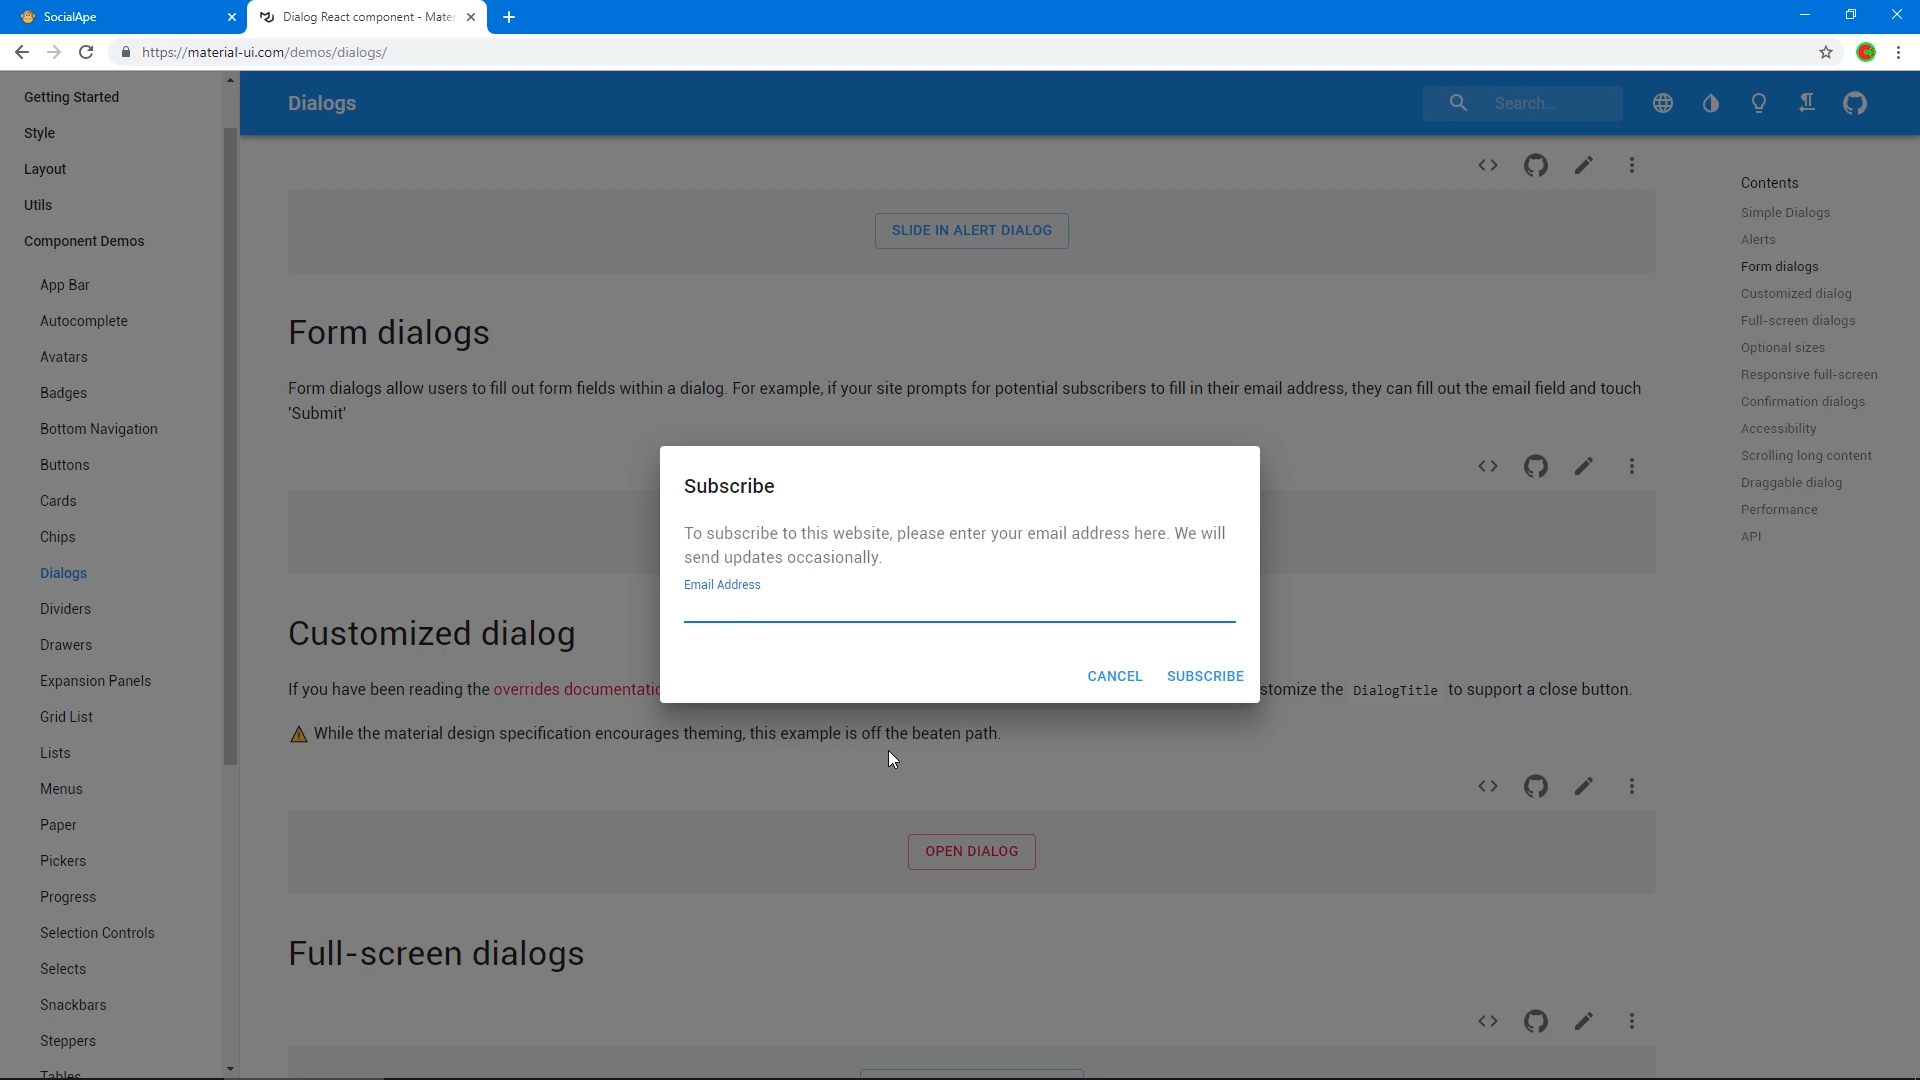 SocialApe
Dialog React component - Mater
https://material-ui.com/demos/dialogs/
Getting Started
Style
Layout
Utils
Component Demos
App Bar
Autocomplete
Avatars
Badges
Bottom Navigation
Buttons
Cards
Chips
Dialogs
Dividers
Drawers
Expansion Panels
Grid List
Lists
Menus
Paper
Pickers
Progress
Selection Controls
Selects
Snackbars
Steppers
Tables
Dialogs
Search...
SLIDE IN ALERT DIALOG
Form dialogs
Form dialogs allow users to fill out form fields within a dialog. For example, if your site prompts for potential subscribers to fill in their email address, they can fill out the email field and touch
'Submit'
Subscribe
To subscribe to this website, please enter your email address here. We will
send updates occasionally.
Email Address
CANCEL SUBSCRIBE
Customized dialog
If you have been reading the overrides documentatio stomize the DialogTitle to support a close button.
⚠️ While the material design specification encourages theming, this example is off the beaten path.
OPEN DIALOG
Full-screen dialogs
Contents
Simple Dialogs
Alerts
Form dialogs
Customized dialog
Full-screen dialogs
Optional sizes
Responsive full-screen
Confirmation dialogs
Accessibility
Scrolling long content
Draggable dialog
Performance
API